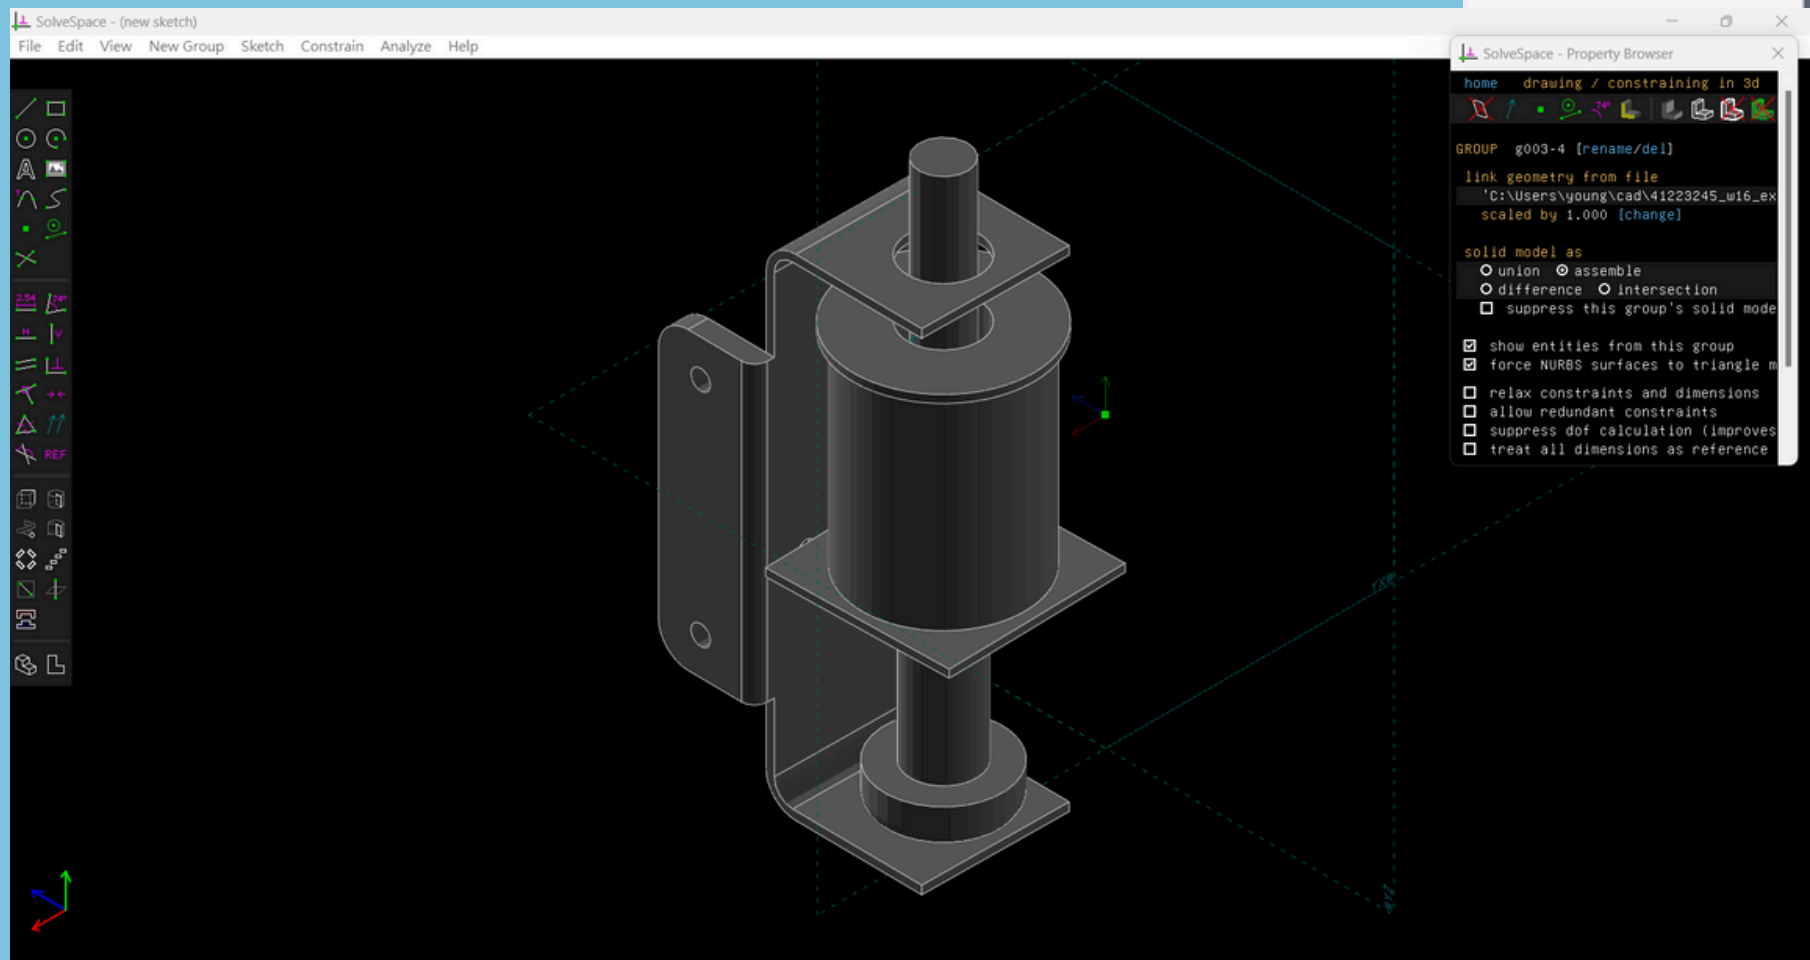 SolveSpace - (new sketch)
File Edit View New Group Sketch Constrain Analyze Help
SolveSpace - Property Browser
home drawing / constraining in 3d
74°
GROUP g003-4 [rename/del]
link geometry from file
'C:\Users\young\cad\41223245_w16_ex
scaled by 1.000 [change]
solid model as
union assemble
difference intersection
suppress this group's solid mode
show entities from this group
force NURBS surfaces to triangle m
relax constraints and dimensions
allow redundant constraints
suppress dof calculation (improves
treat all dimensions as reference
A
T
2.54 74°
H V
REF